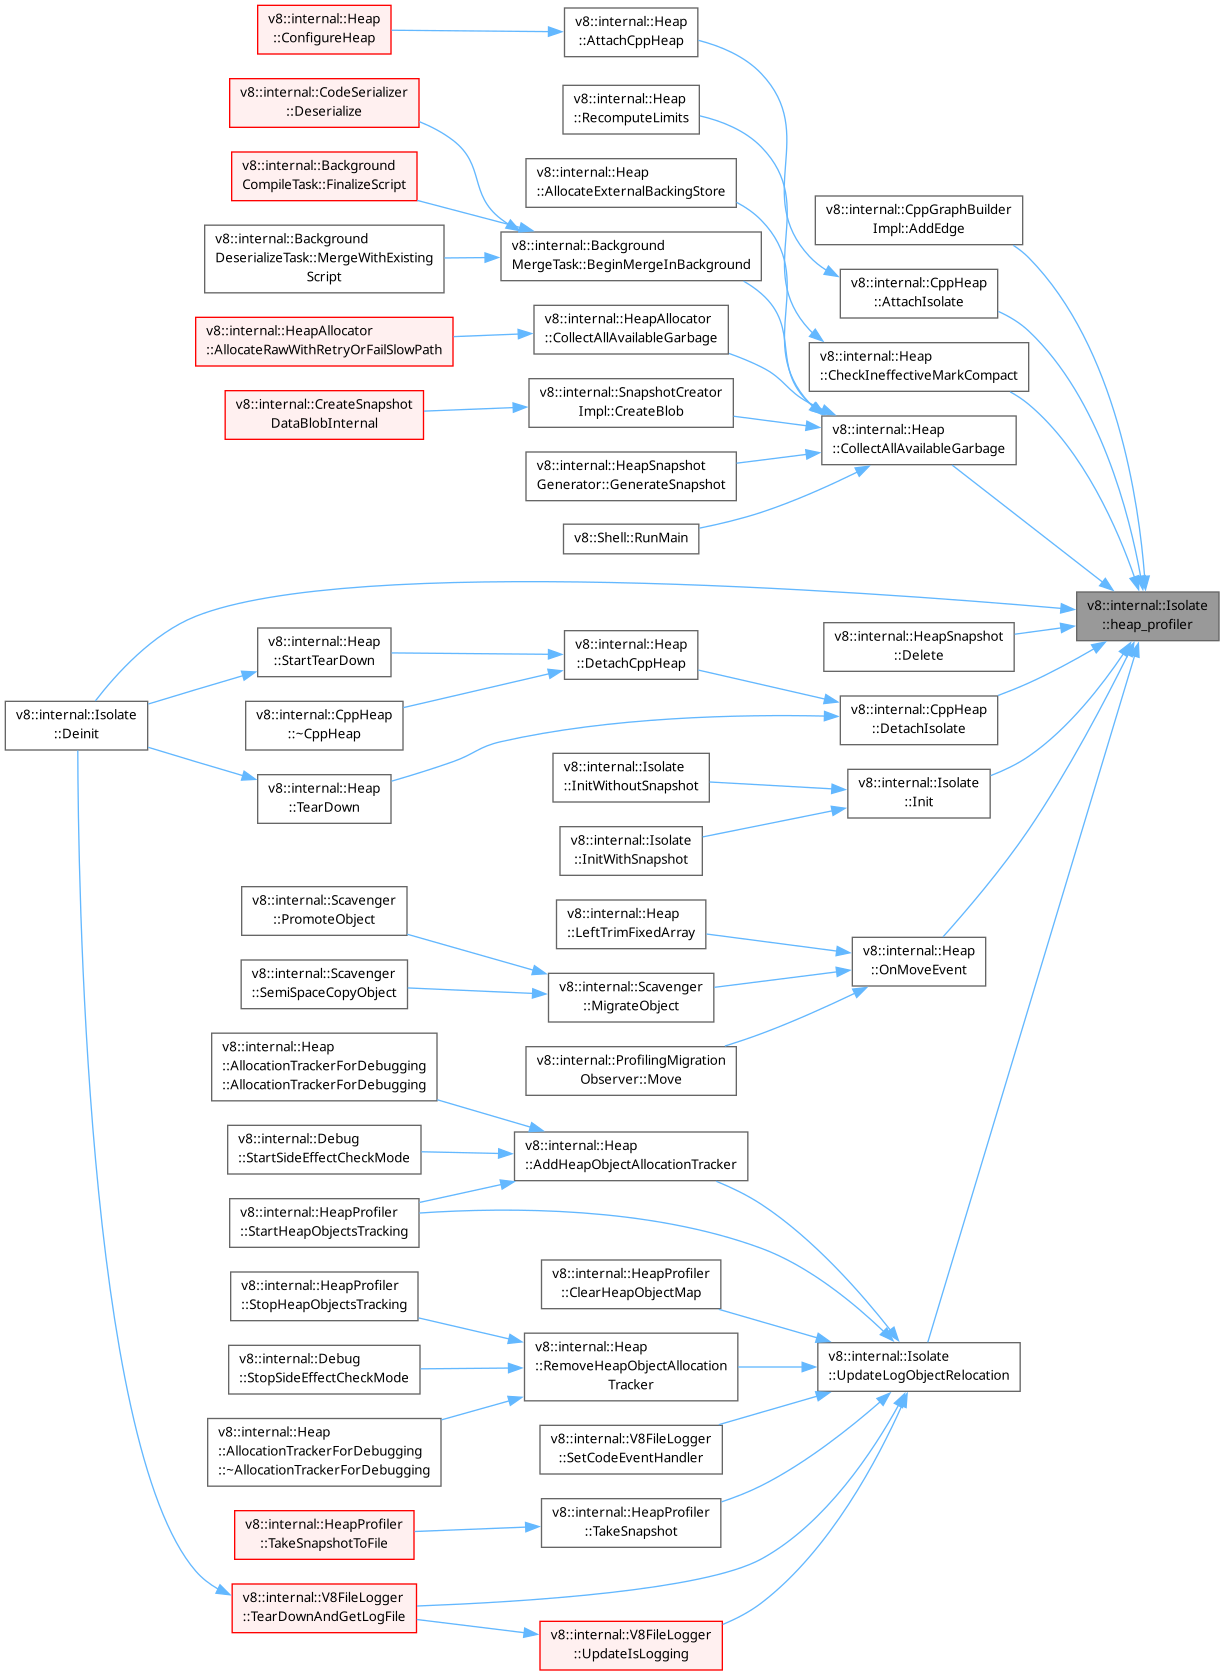 v8::internal::Heap
::ConfigureHeap
v8::internal::Heap
::AttachCppHeap
v8::internal::CodeSerializer
::Deserialize
v8::internal::Heap
::RecomputeLimits
v8::internal::Background
CompileTask::FinalizeScript
v8::internal::Heap
::AllocateExternalBackingStore
v8::internal::CppGraphBuilder
Impl::AddEdge
v8::internal::Background
DeserializeTask::MergeWithExisting
Script
v8::internal::Background
MergeTask::BeginMergeInBackground
v8::internal::CppHeap
::AttachIsolate
v8::internal::HeapAllocator
::AllocateRawWithRetryOrFailSlowPath
v8::internal::HeapAllocator
::CollectAllAvailableGarbage
v8::internal::Heap
::CheckIneffectiveMarkCompact
v8::internal::CreateSnapshot
DataBlobInternal
v8::internal::SnapshotCreator
Impl::CreateBlob
v8::internal::Heap
::CollectAllAvailableGarbage
v8::internal::HeapSnapshot
Generator::GenerateSnapshot
v8::Shell::RunMain
v8::internal::Isolate
::heap_profiler
v8::internal::Heap
::StartTearDown
v8::internal::Heap
::DetachCppHeap
v8::internal::HeapSnapshot
::Delete
v8::internal::Isolate
::Deinit
v8::internal::CppHeap
::~CppHeap
v8::internal::CppHeap
::DetachIsolate
v8::internal::Heap
::TearDown
v8::internal::Isolate
::InitWithoutSnapshot
v8::internal::Isolate
::Init
v8::internal::Isolate
::InitWithSnapshot
v8::internal::Scavenger
::PromoteObject
v8::internal::Heap
::LeftTrimFixedArray
v8::internal::Heap
::OnMoveEvent
v8::internal::Scavenger
::SemiSpaceCopyObject
v8::internal::Scavenger
::MigrateObject
v8::internal::Heap
::AllocationTrackerForDebugging
::AllocationTrackerForDebugging
v8::internal::ProfilingMigration
Observer::Move
v8::internal::Debug
::StartSideEffectCheckMode
v8::internal::Heap
::AddHeapObjectAllocationTracker
v8::internal::HeapProfiler
::StartHeapObjectsTracking
v8::internal::HeapProfiler
::StopHeapObjectsTracking
v8::internal::HeapProfiler
::ClearHeapObjectMap
v8::internal::Debug
::StopSideEffectCheckMode
v8::internal::Heap
::RemoveHeapObjectAllocation
Tracker
v8::internal::Isolate
::UpdateLogObjectRelocation
v8::internal::Heap
::AllocationTrackerForDebugging
::~AllocationTrackerForDebugging
v8::internal::V8FileLogger
::SetCodeEventHandler
v8::internal::HeapProfiler
::TakeSnapshotToFile
v8::internal::HeapProfiler
::TakeSnapshot
v8::internal::V8FileLogger
::TearDownAndGetLogFile
v8::internal::V8FileLogger
::UpdateIsLogging